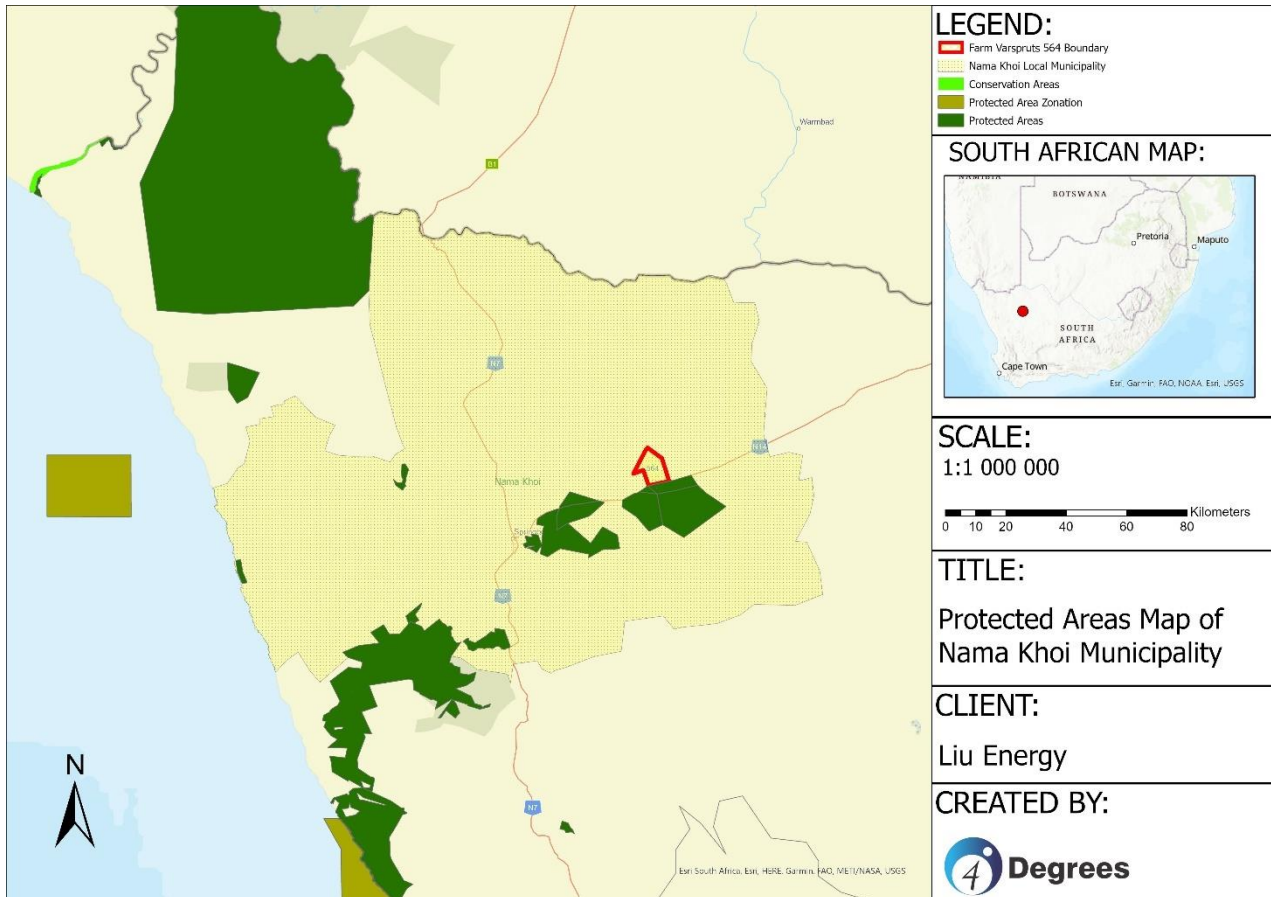 B1
Warmbad
N7
N14
564
Nama Khoi
N7
N7
N
Esri South Africa, Esri, HERE, Garmin, FAO, METI/NASA, USGS
LEGEND:
Farm Varspruts 564 Boundary
Nama Khoi Local Municipality
Conservation Areas
Protected Area Zonation
Protected Areas
SOUTH AFRICAN MAP:
NAMIBIA
BOTSWANA
Pretoria
Maputo
SOUTH
AFRICA
Cape Town
Esri, Garmin, FAO, NOAA, Esri, USGS
SCALE:
1:1 000 000
Kilometers
0 10 20 40 60 80
TITLE:
Protected Areas Map of
Nama Khoi Municipality
CLIENT:
Liu Energy
CREATED BY:
4 Degrees